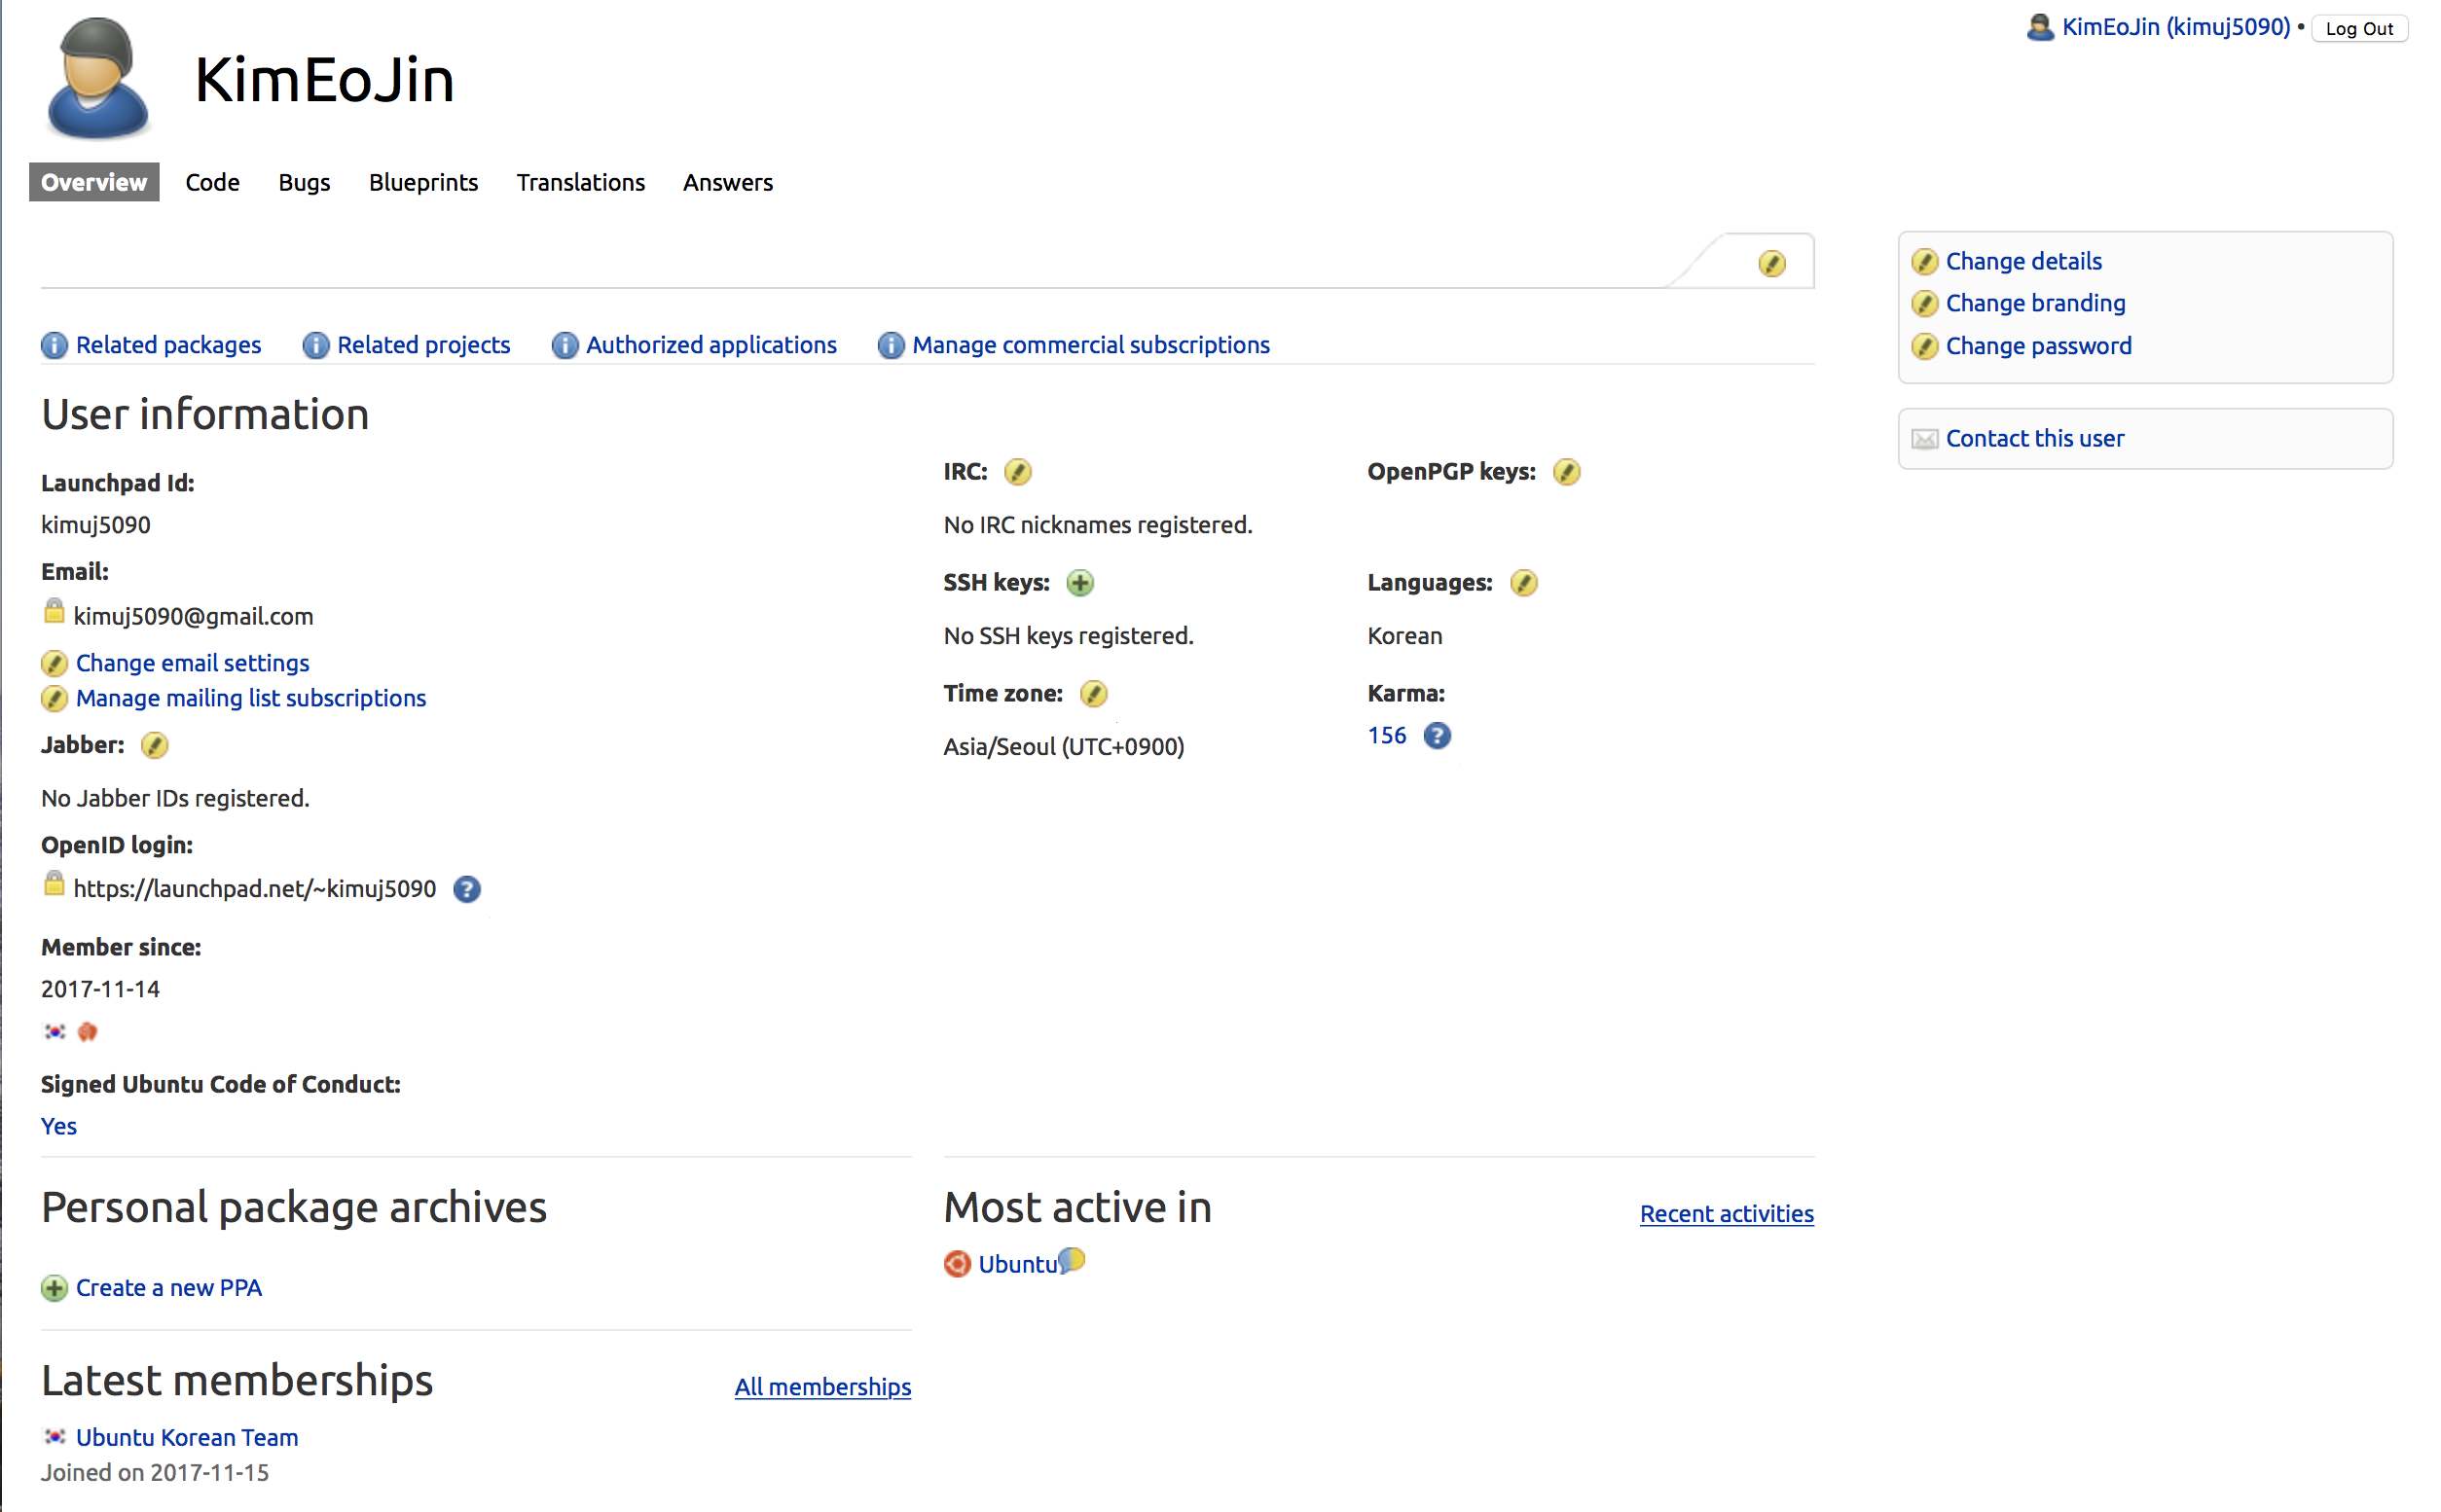 KimEoJin (kimuj5090) • Log Out
KimEoJin
Overview Code Bugs Blueprints Translations Answers
Related packages Related projects Authorized applications Manage commercial subscriptions
User information
Launchpad Id:
kimuj5090
Email:
kimuj5090@gmail.com
Change email settings
Manage mailing list subscriptions
Jabber:
No Jabber IDs registered.
OpenID login:
https://launchpad.net/~kimuj5090
Member since:
2017-11-14
Signed Ubuntu Code of Conduct:
Yes
IRC:
No IRC nicknames registered.
SSH keys:
No SSH keys registered.
Time zone:
Asia/Seoul (UTC+0900)
OpenPGP keys:
Languages:
Korean
Karma:
156
Personal package archives
Create a new PPA
Most active in
Recent activities
Ubuntu
Latest memberships
All memberships
Ubuntu Korean Team
Joined on 2017-11-15
Change details
Change branding
Change password
Contact this user